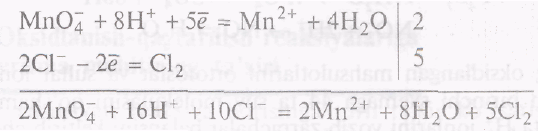 MnO₄⁻ + 8H⁺ + 5e = Mn²⁺ + 4H₂O | 2
2Cl⁻ – 2e = Cl₂ | 5
2MnO₄⁻ + 16H⁺ + 10Cl⁻ = 2Mn²⁺ + 8H₂O + 5Cl₂